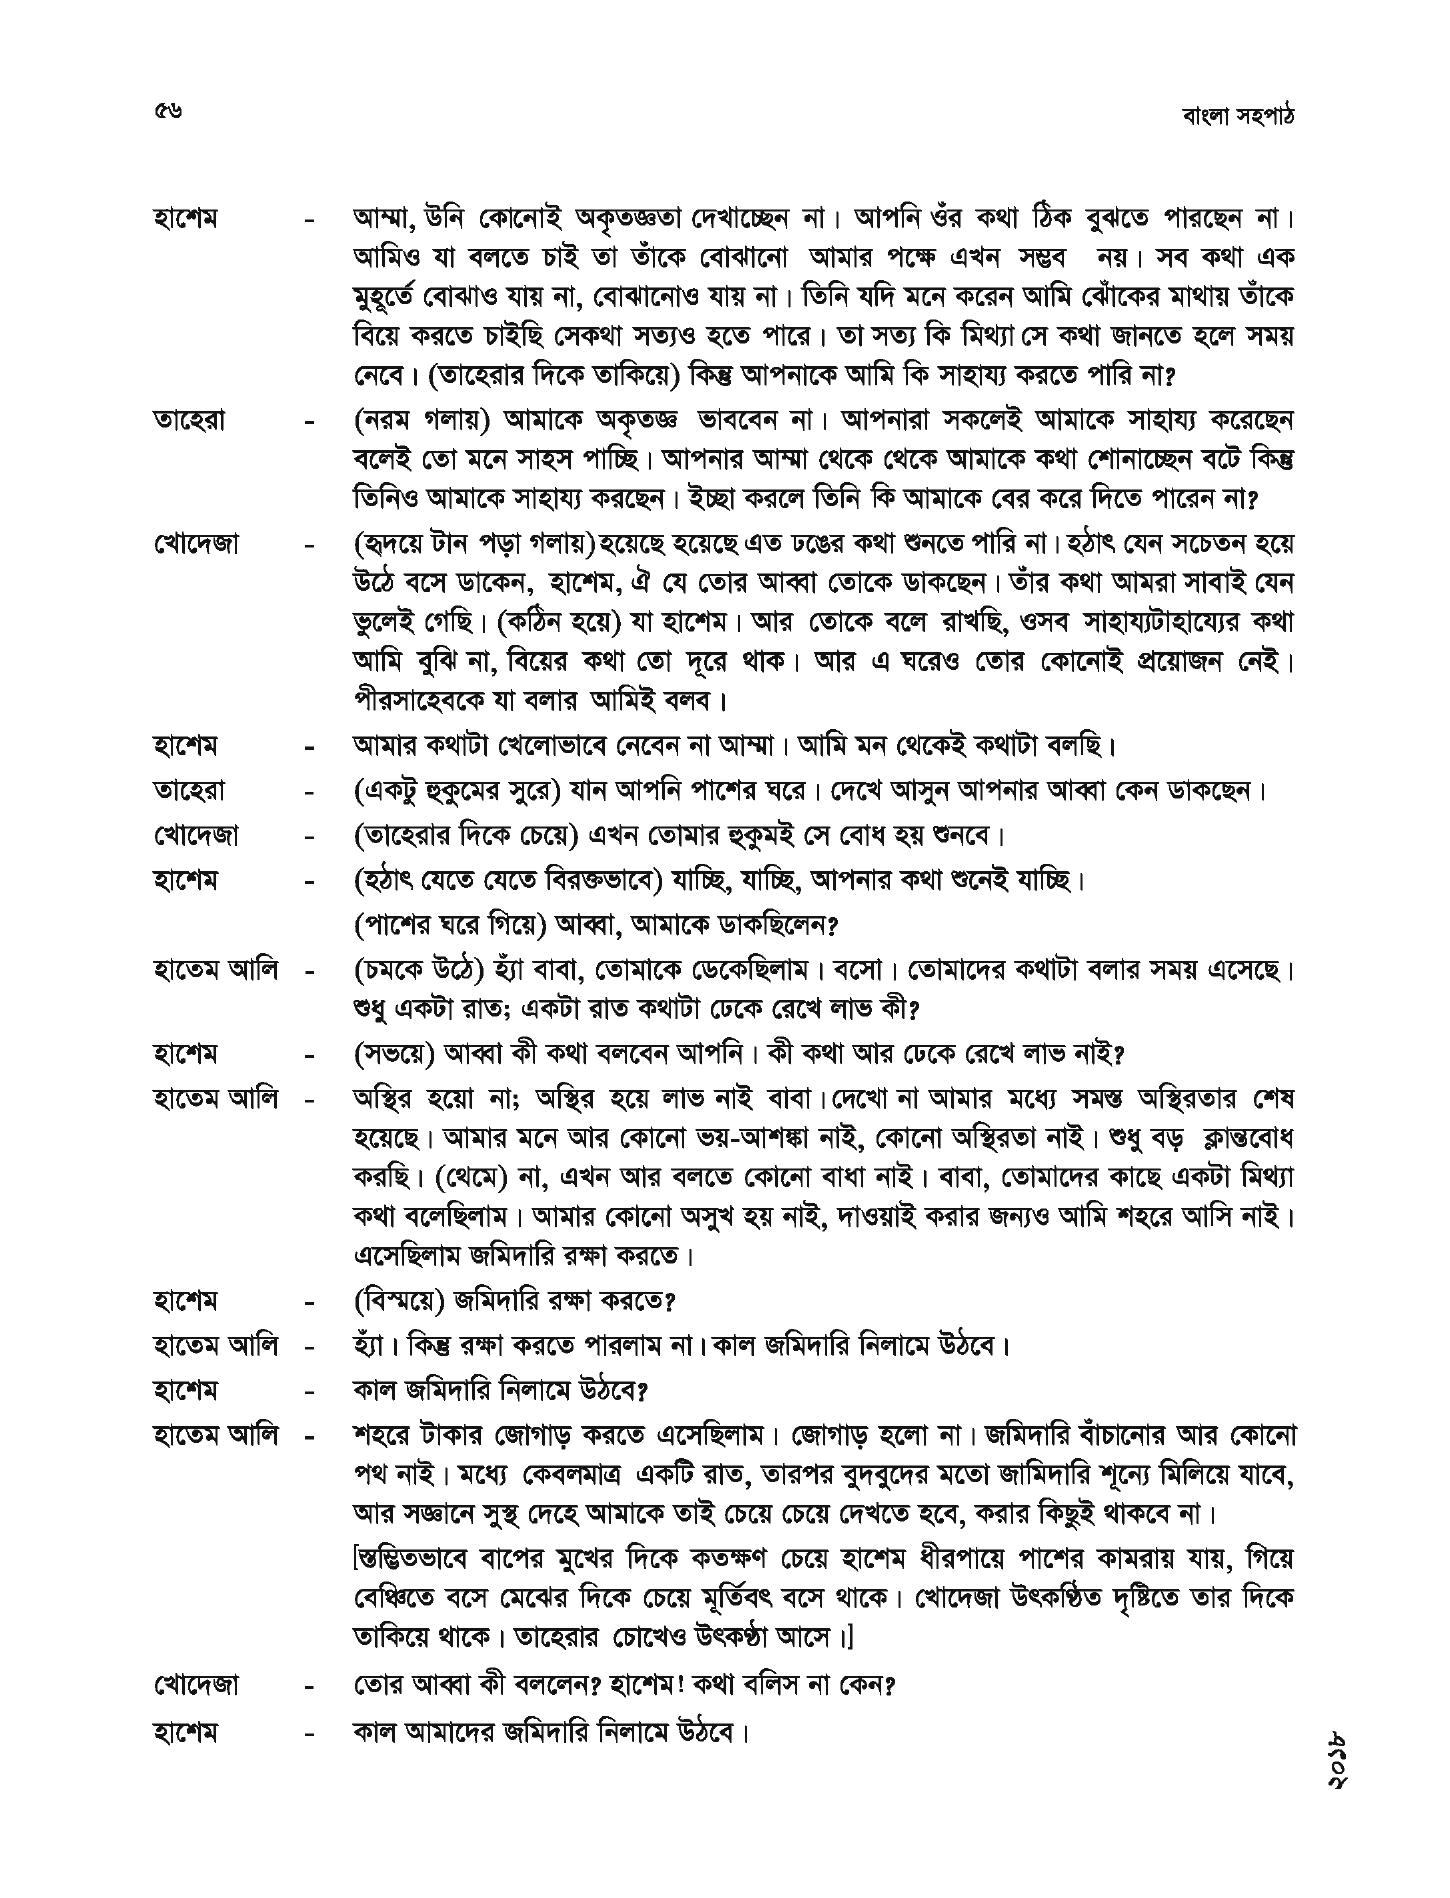 ৫৬
বাংলা সহপাঠ
হাশেম - আম্মা, উনি কোনোই অকৃতজ্ঞতা দেখাচ্ছেন না। আপনি ওঁর কথা ঠিক বুঝতে পারছেন না।
আমিও যা বলতে চাই তা তাঁকে বোঝানো আমার পক্ষে এখন সম্ভব নয়। সব কথা এক
মুহূর্তে বোঝাও যায় না, বোঝানোও যায় না। তিনি যদি মনে করেন আমি ঝোঁকের মাথায় তাঁকে
বিয়ে করতে চাইছি সেকথা সত্যও হতে পারে। তা সত্য কি মিথ্যা সে কথা জানতে হলে সময়
নেবে। (তাহেরার দিকে তাকিয়ে) কিন্তু আপনাকে আমি কি সাহায্য করতে পারি না?
তাহেরা - (নরম গলায়) আমাকে অকৃতজ্ঞ ভাববেন না। আপনারা সকলেই আমাকে সাহায্য করেছেন
বলেই তো মনে সাহস পাচ্ছি। আপনার আম্মা থেকে থেকে আমাকে কথা শোনাচ্ছেন বটে কিন্তু
তিনিও আমাকে সাহায্য করছেন। ইচ্ছা করলে তিনি কি আমাকে বের করে দিতে পারেন না?
খোদেজা - (হৃদয়ে টান পড়া গলায়)হয়েছে হয়েছে এত ঢঙের কথা শুনতে পারি না। হঠাৎ যেন সচেতন হয়ে
উঠে বসে ডাকেন, হাশেম, ঐ যে তোর আব্বা তোকে ডাকছেন। তাঁর কথা আমরা সাবাই যেন
ভুলেই গেছি। (কঠিন হয়ে) যা হাশেম। আর তোকে বলে রাখছি, ওসব সাহায্যটাহায্যের কথা
আমি বুঝি না, বিয়ের কথা তো দূরে থাক। আর এ ঘরেও তোর কোনোই প্রয়োজন নেই।
পীরসাহেবকে যা বলার আমিই বলব।
হাশেম - আমার কথাটা খেলোভাবে নেবেন না আম্মা। আমি মন থেকেই কথাটা বলছি।
তাহেরা - (একটু হুকুমের সুরে) যান আপনি পাশের ঘরে। দেখে আসুন আপনার আব্বা কেন ডাকছেন।
খোদেজা - (তাহেরার দিকে চেয়ে) এখন তোমার হুকুমই সে বোধ হয় শুনবে।
হাশেম - (হঠাৎ যেতে যেতে বিরক্তভাবে) যাচ্ছি, যাচ্ছি, আপনার কথা শুনেই যাচ্ছি।
(পাশের ঘরে গিয়ে) আব্বা, আমাকে ডাকছিলেন?
হাতেম আলি - (চমকে উঠে) হ্যাঁ বাবা, তোমাকে ডেকেছিলাম। বসো। তোমাদের কথাটা বলার সময় এসেছে।
শুধু একটা রাত; একটা রাত কথাটা ঢেকে রেখে লাভ কী?
হাশেম - (সভয়ে) আব্বা কী কথা বলবেন আপনি। কী কথা আর ঢেকে রেখে লাভ নাই?
হাতেম আলি - অস্থির হয়ো না; অস্থির হয়ে লাভ নাই বাবা। দেখো না আমার মধ্যে সমস্ত অস্থিরতার শেষ
হয়েছে। আমার মনে আর কোনো ভয়-আশঙ্কা নাই, কোনো অস্থিরতা নাই। শুধু বড় ক্লান্তবোধ
করছি। (থেমে) না, এখন আর বলতে কোনো বাধা নাই। বাবা, তোমাদের কাছে একটা মিথ্যা
কথা বলেছিলাম। আমার কোনো অসুখ হয় নাই, দাওয়াই করার জন্যও আমি শহরে আসি নাই।
এসেছিলাম জমিদারি রক্ষা করতে।
হাশেম - (বিস্ময়ে) জমিদারি রক্ষা করতে?
হাতেম আলি - হ্যাঁ। কিন্তু রক্ষা করতে পারলাম না। কাল জমিদারি নিলামে উঠবে।
হাশেম - কাল জমিদারি নিলামে উঠবে?
হাতেম আলি - শহরে টাকার জোগাড় করতে এসেছিলাম। জোগাড় হলো না। জমিদারি বাঁচানোর আর কোনো
পথ নাই। মধ্যে কেবলমাত্র একটি রাত, তারপর বুদবুদের মতো জামিদারি শূন্যে মিলিয়ে যাবে,
আর সজ্ঞানে সুস্থ দেহে আমাকে তাই চেয়ে চেয়ে দেখতে হবে, করার কিছুই থাকবে না।
[স্তম্ভিতভাবে বাপের মুখের দিকে কতক্ষণ চেয়ে হাশেম ধীরপায়ে পাশের কামরায় যায়, গিয়ে
বেঞ্চিতে বসে মেঝের দিকে চেয়ে মূর্তিবৎ বসে থাকে। খোদেজা উৎকণ্ঠিত দৃষ্টিতে তার দিকে
তাকিয়ে থাকে। তাহেরার চোখেও উৎকণ্ঠা আসে।]
খোদেজা - তোর আব্বা কী বললেন? হাশেম! কথা বলিস না কেন?
হাশেম - কাল আমাদের জমিদারি নিলামে উঠবে।
২০১৮